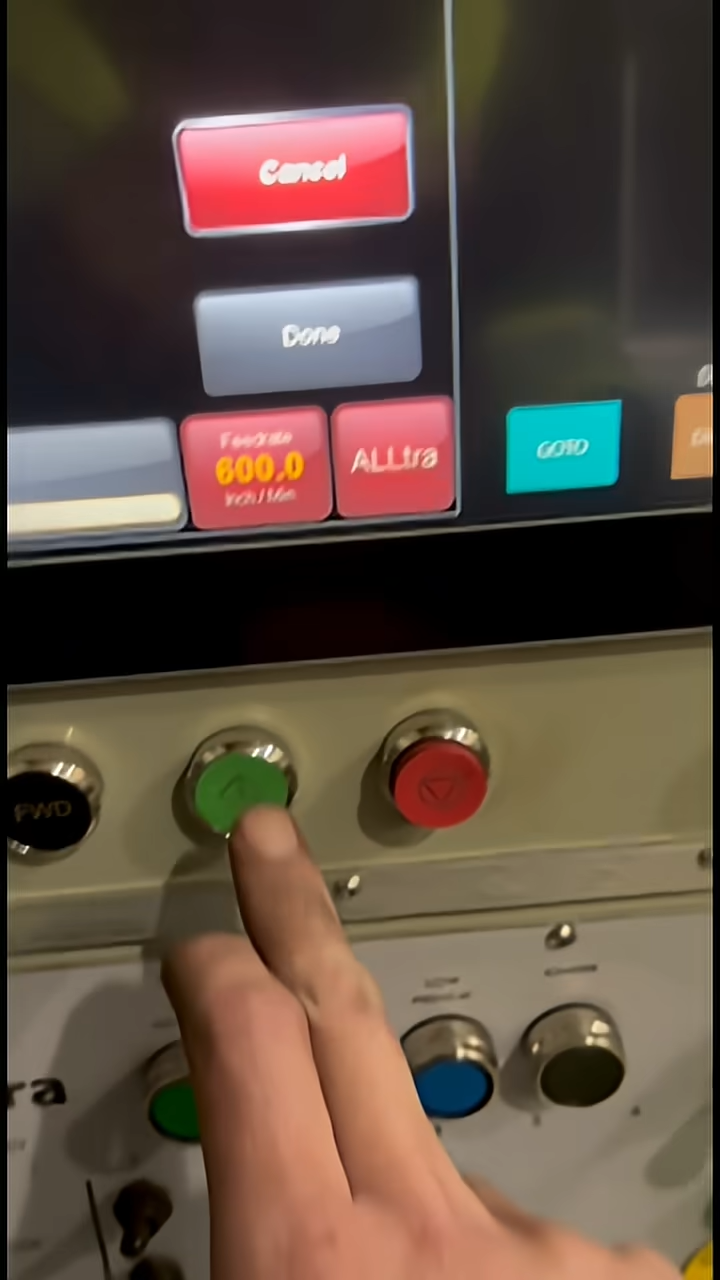 Cancel
Done
Feedrate
600.0
Inch / Min
ALLtra
GOTO
FWD
ra